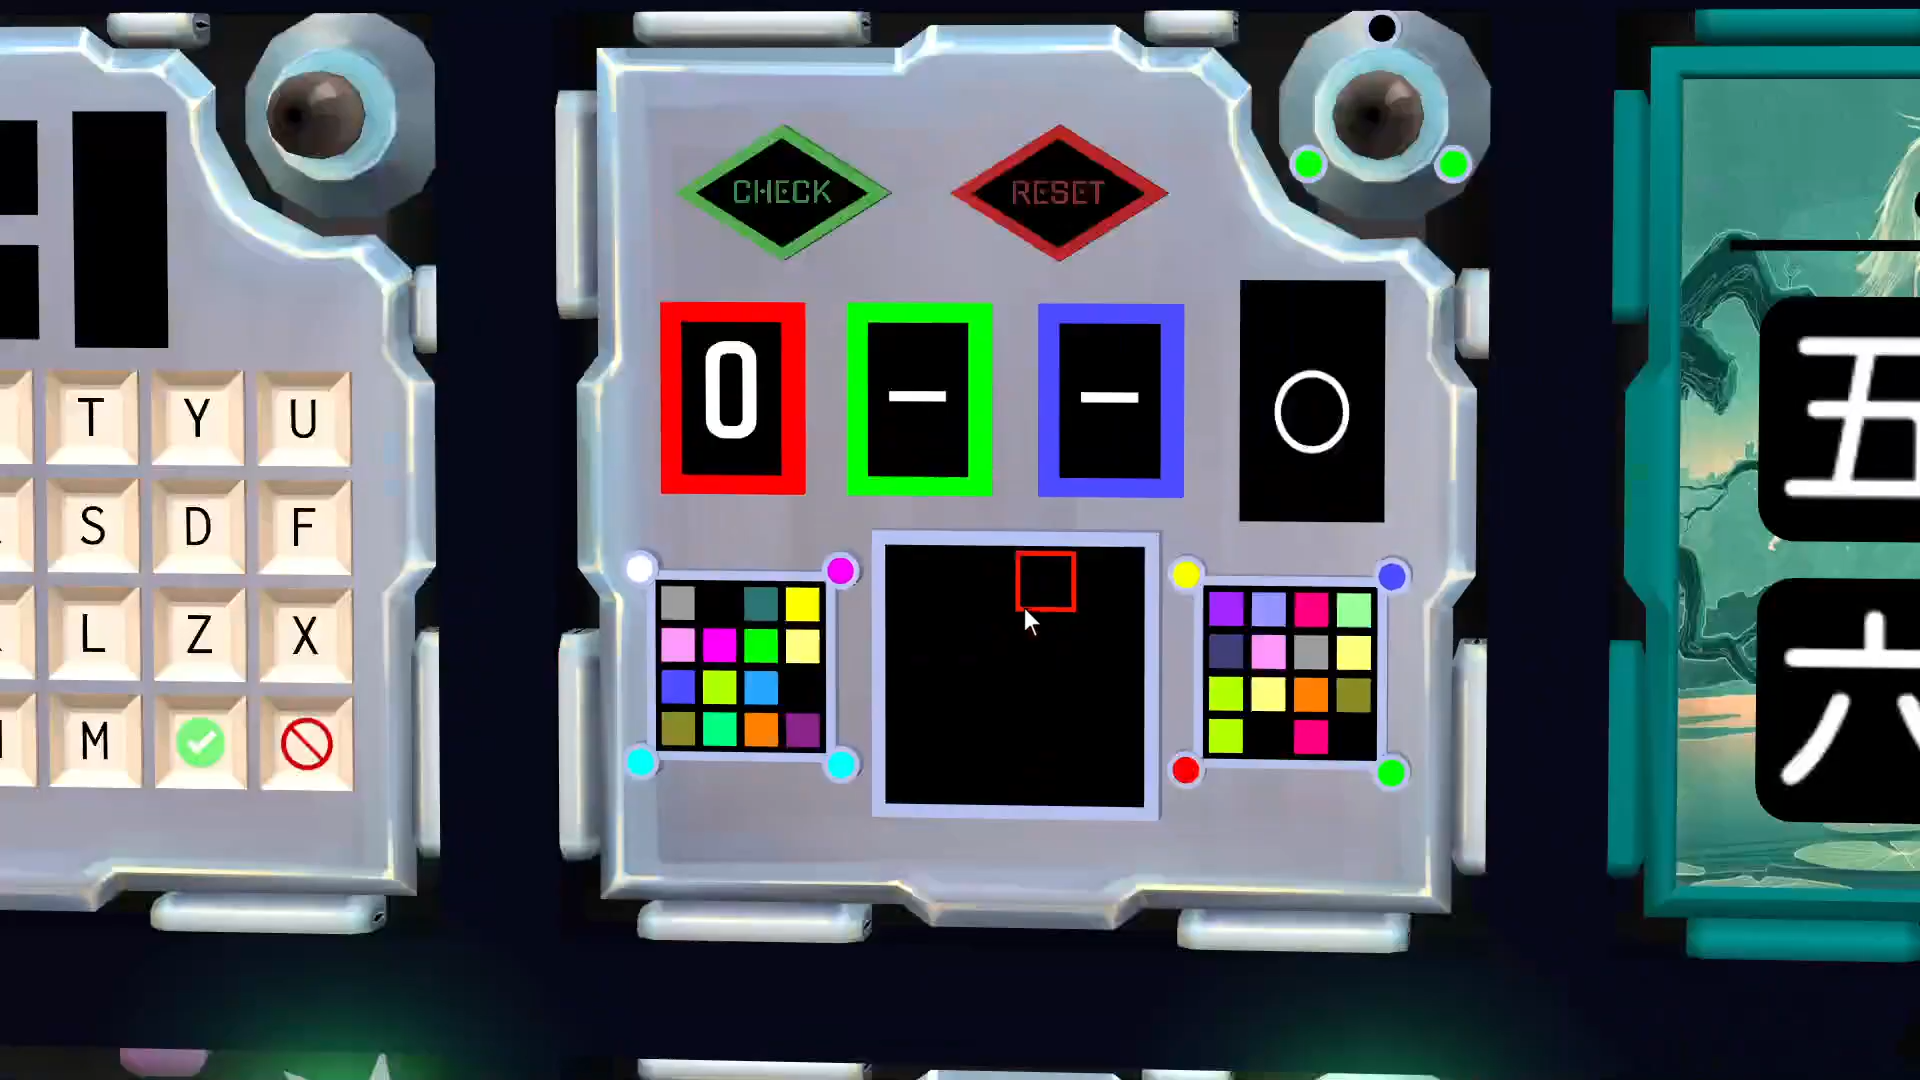 CHECK
RESET
0 – –
T Y U
S D F
L Z X
M
五
六